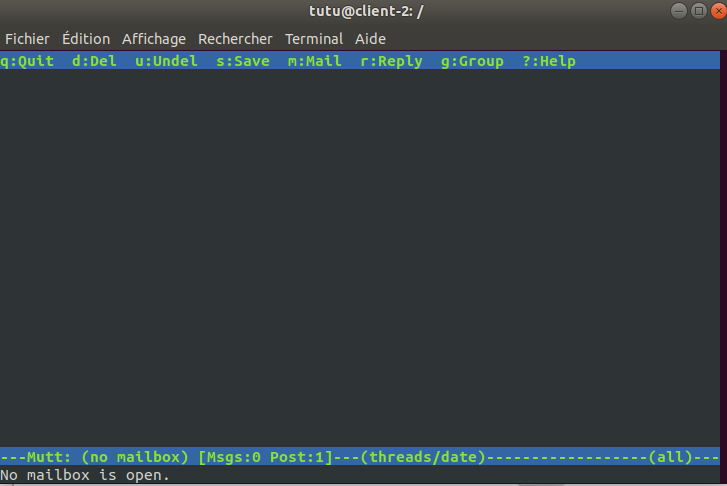 tutu@client-2: /
Fichier Édition Affichage Rechercher Terminal Aide
q:Quit  d:Del  u:Undel  s:Save  m:Mail  r:Reply  g:Group  ?:Help
---Mutt: (no mailbox) [Msgs:0 Post:1]---(threads/date)------------------(all)---
No mailbox is open.